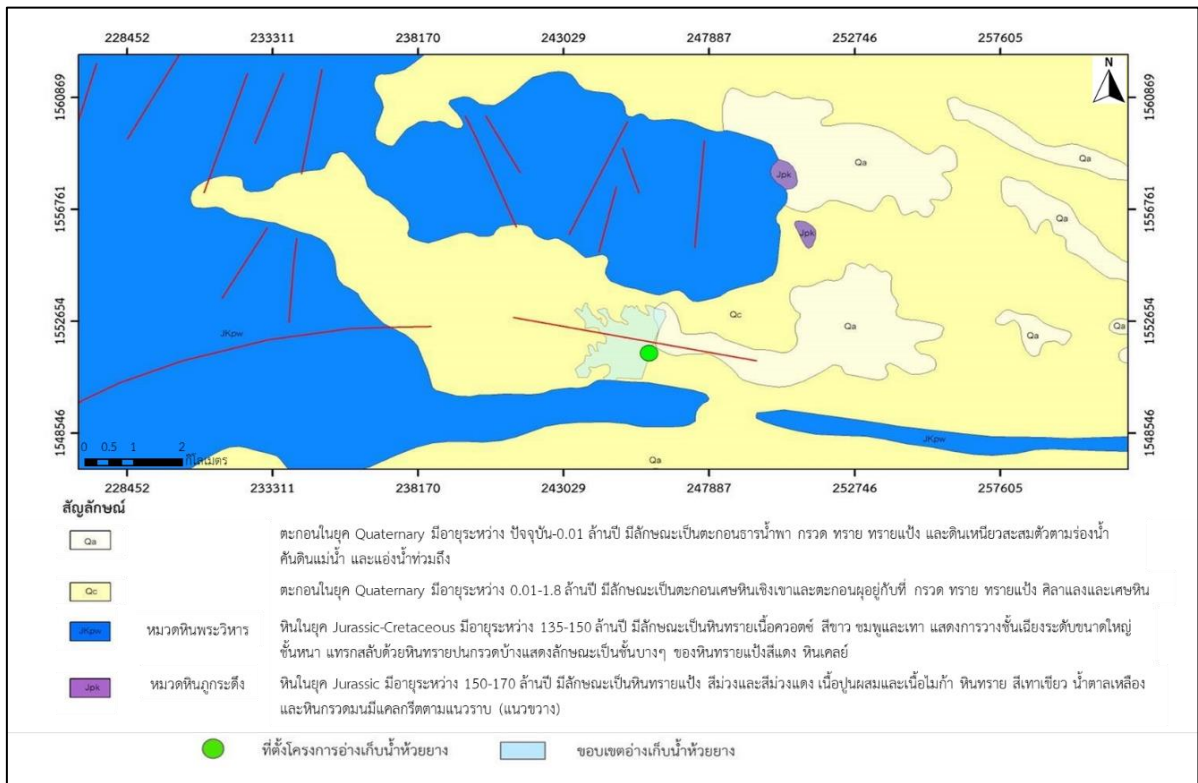 228452 233311 238170 243029 247887 252746 257605
N
1560869 1560869
Qa
Qa
Jpk
1556761 1556761
Qa
Jpk
1552654 1552654
JKpw Qc Qa Qa Qa
1548546 1548546
JKpw
0 0.5 1 2
กิโลเมตร
Qa
228452 233311 238170 243029 247887 252746 257605
สัญลักษณ์
Qa ตะกอนในยุค Quaternary มีอายุระหว่าง ปัจจุบัน-0.01 ล้านปี มีลักษณะเป็นตะกอนธารน้ำพา กรวด ทราย ทรายแป้ง และดินเหนียวสะสมตัวตามร่องน้ำ
คันดินแม่น้ำ และแอ่งน้ำท่วมถึง
Qc ตะกอนในยุค Quaternary มีอายุระหว่าง 0.01-1.8 ล้านปี มีลักษณะเป็นตะกอนเศษหินเชิงเขาและตะกอนผุอยู่กับที่ กรวด ทราย ทรายแป้ง ศิลาแลงและเศษหิน
JKpw หมวดหินพระวิหาร หินในยุค Jurassic-Cretaceous มีอายุระหว่าง 135-150 ล้านปี มีลักษณะเป็นหินทรายเนื้อควอตซ์ สีขาว ชมพูและเทา แสดงการวางชั้นเฉียงระดับขนาดใหญ่
ชั้นหนา แทรกสลับด้วยหินทรายปนกรวดบ้างแสดงลักษณะเป็นชั้นบางๆ ของหินทรายแป้งสีแดง หินเคลย์
Jpk หมวดหินภูกระดึง หินในยุค Jurassic มีอายุระหว่าง 150-170 ล้านปี มีลักษณะเป็นหินทรายแป้ง สีม่วงและสีม่วงแดง เนื้อปูนผสมและเนื้อไมก้า หินทราย สีเทาเขียว น้ำตาลเหลือง
และหินกรวดมนมีแคลกรีตตามแนวราบ (แนวขวาง)
ที่ตั้งโครงการอ่างเก็บน้ำห้วยยาง ขอบเขตอ่างเก็บน้ำห้วยยาง